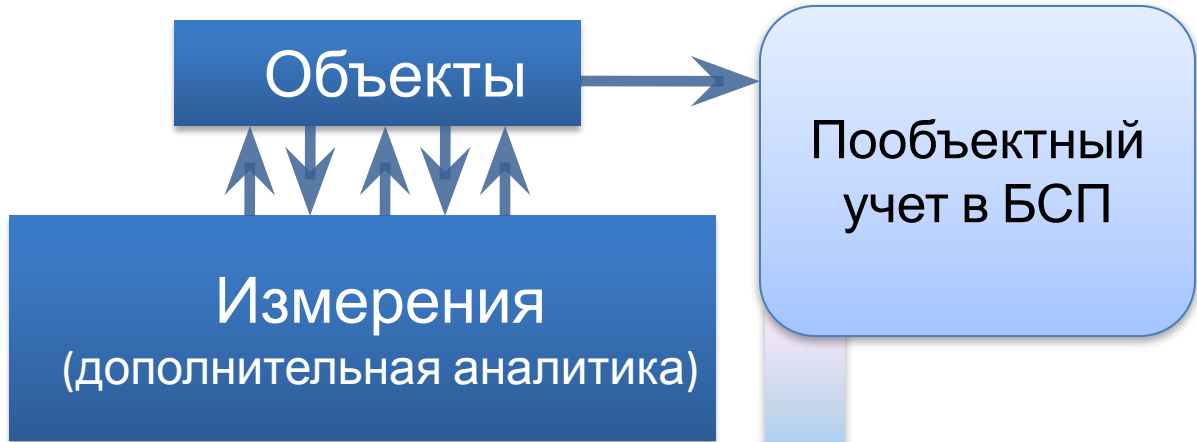 Объекты
Пообъектный
учет в БСП
Измерения
(дополнительная аналитика)